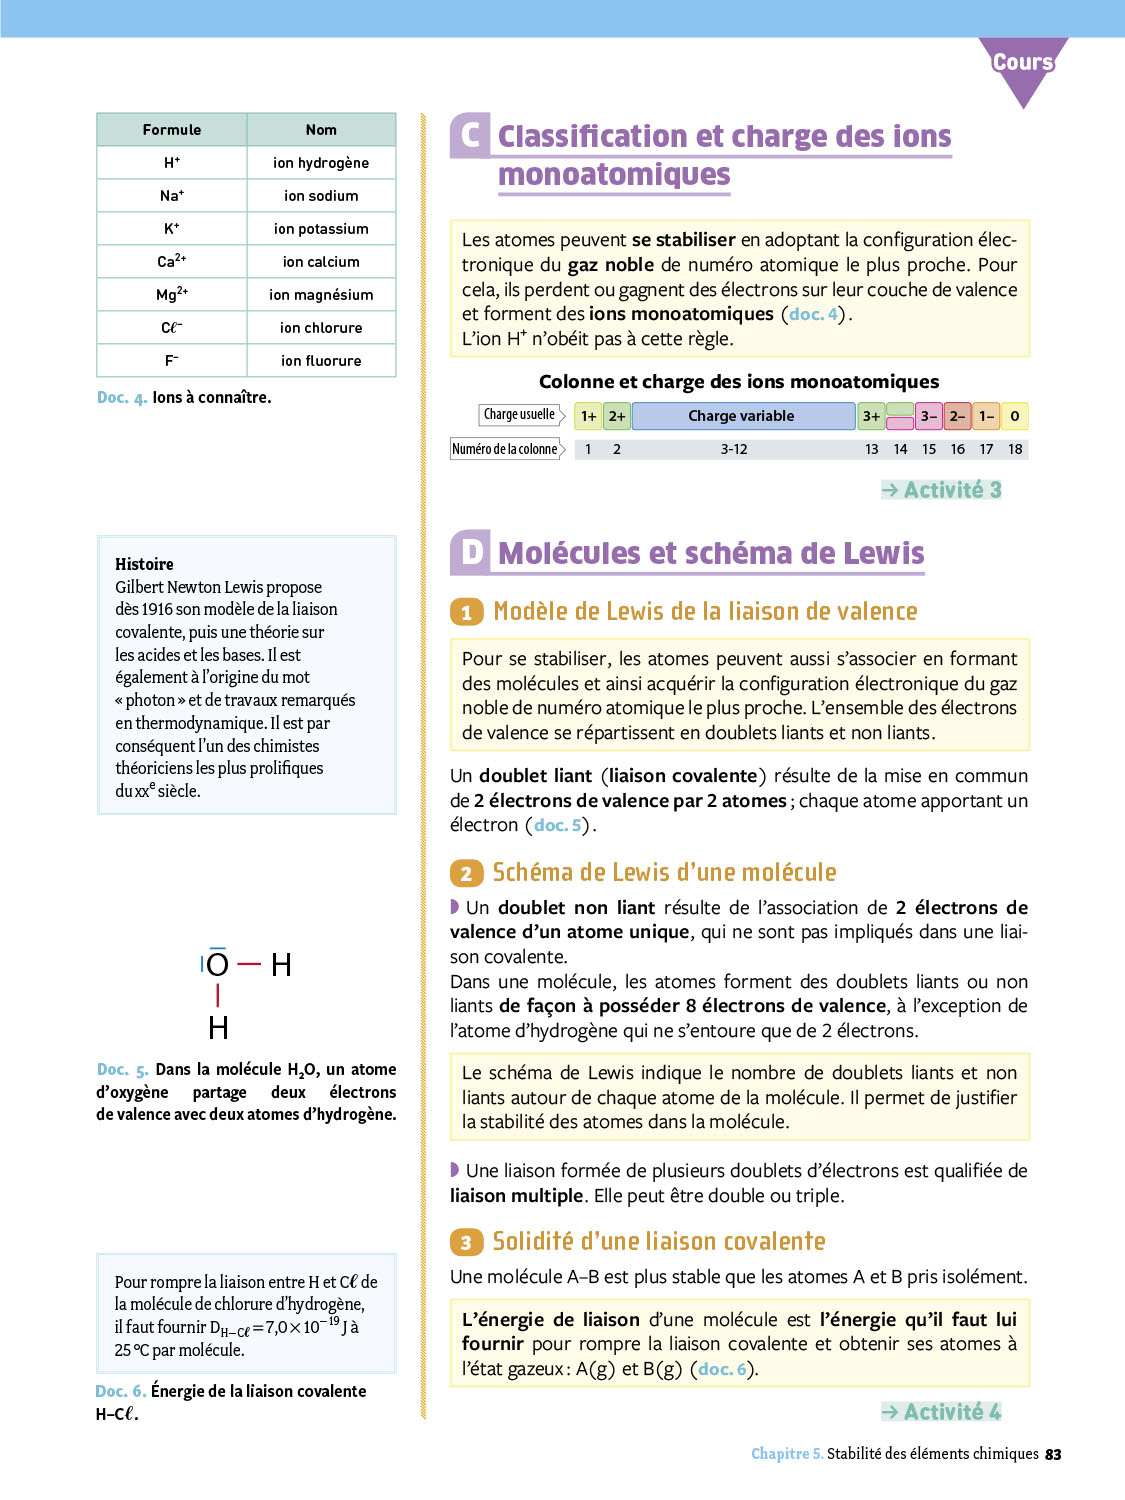 Cours
Formule Nom
H⁺ ion hydrogène
Na⁺ ion sodium
K⁺ ion potassium
Ca²⁺ ion calcium
Mg²⁺ ion magnésium
Cℓ⁻ ion chlorure
F⁻ ion fluorure
Doc. 4. Ions à connaître.
Histoire
Gilbert Newton Lewis propose
dès 1916 son modèle de la liaison
covalente, puis une théorie sur
les acides et les bases. Il est
également à l'origine du mot
« photon » et de travaux remarqués
en thermodynamique. Il est par
conséquent l'un des chimistes
théoriciens les plus prolifiques
du XXᵉ siècle.
O — H
H
Doc. 5. Dans la molécule H₂O, un atome
d'oxygène partage deux électrons
de valence avec deux atomes d'hydrogène.
Pour rompre la liaison entre H et Cℓ de
la molécule de chlorure d'hydrogène,
il faut fournir D_H–Cℓ = 7,0 × 10⁻¹⁹ J à
25 °C par molécule.
Doc. 6. Énergie de la liaison covalente
H–Cℓ.
C Classification et charge des ions
monoatomiques
Les atomes peuvent se stabiliser en adoptant la configuration élec-
tronique du gaz noble de numéro atomique le plus proche. Pour
cela, ils perdent ou gagnent des électrons sur leur couche de valence
et forment des ions monoatomiques (doc. 4).
L'ion H⁺ n'obéit pas à cette règle.
Colonne et charge des ions monoatomiques
Charge usuelle 1+ 2+ Charge variable 3+ 3– 2– 1– 0
Numéro de la colonne 1 2 3-12 13 14 15 16 17 18
→ Activité 3
D Molécules et schéma de Lewis
1 Modèle de Lewis de la liaison de valence
Pour se stabiliser, les atomes peuvent aussi s'associer en formant
des molécules et ainsi acquérir la configuration électronique du gaz
noble de numéro atomique le plus proche. L'ensemble des électrons
de valence se répartissent en doublets liants et non liants.
Un doublet liant (liaison covalente) résulte de la mise en commun
de 2 électrons de valence par 2 atomes ; chaque atome apportant un
électron (doc. 5).
2 Schéma de Lewis d'une molécule
Un doublet non liant résulte de l'association de 2 électrons de
valence d'un atome unique, qui ne sont pas impliqués dans une liai-
son covalente.
Dans une molécule, les atomes forment des doublets liants ou non
liants de façon à posséder 8 électrons de valence, à l'exception de
l'atome d'hydrogène qui ne s'entoure que de 2 électrons.
Le schéma de Lewis indique le nombre de doublets liants et non
liants autour de chaque atome de la molécule. Il permet de justifier
la stabilité des atomes dans la molécule.
Une liaison formée de plusieurs doublets d'électrons est qualifiée de
liaison multiple. Elle peut être double ou triple.
3 Solidité d'une liaison covalente
Une molécule A–B est plus stable que les atomes A et B pris isolément.
L'énergie de liaison d'une molécule est l'énergie qu'il faut lui
fournir pour rompre la liaison covalente et obtenir ses atomes à
l'état gazeux : A(g) et B(g) (doc. 6).
→ Activité 4
Chapitre 5. Stabilité des éléments chimiques 83